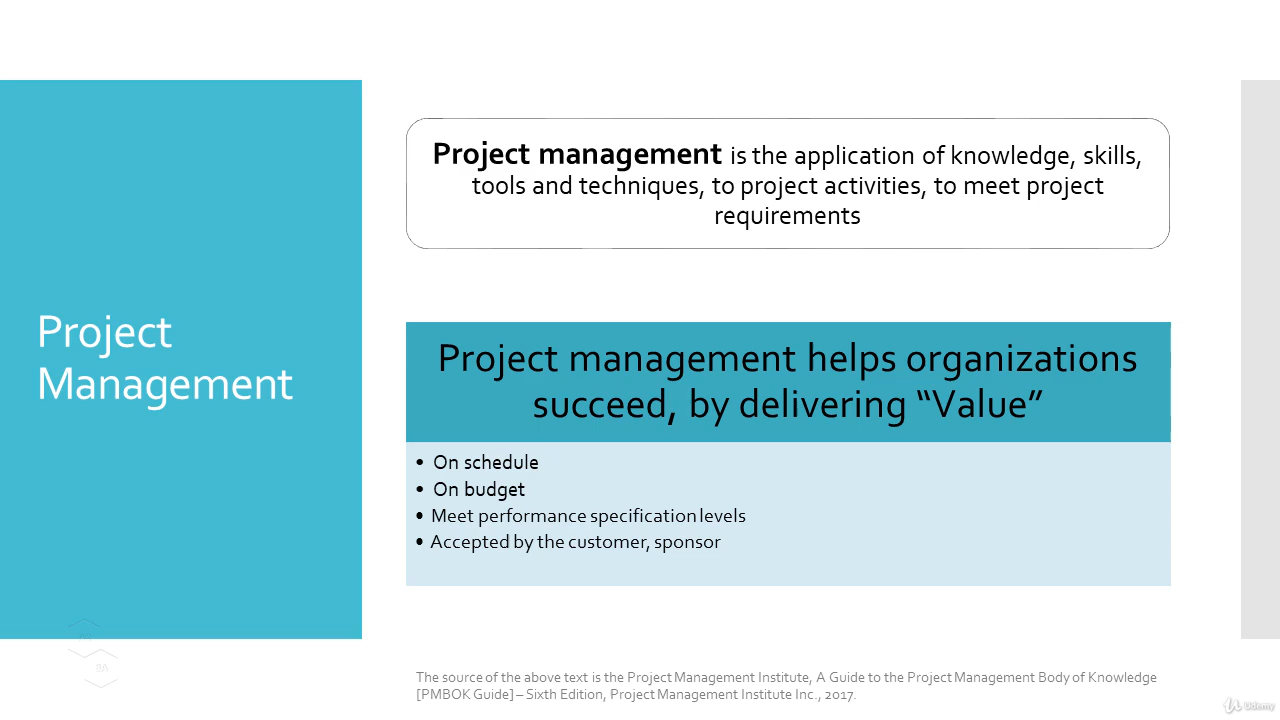 Project management is the application of knowledge, skills,
tools and techniques, to project activities, to meet project
requirements
Project
Management
Project management helps organizations
succeed, by delivering “Value”
• On schedule
• On budget
• Meet performance specification levels
• Accepted by the customer, sponsor
The source of the above text is the Project Management Institute, A Guide to the Project Management Body of Knowledge
[PMBOK Guide] – Sixth Edition, Project Management Institute Inc., 2017.
Udemy